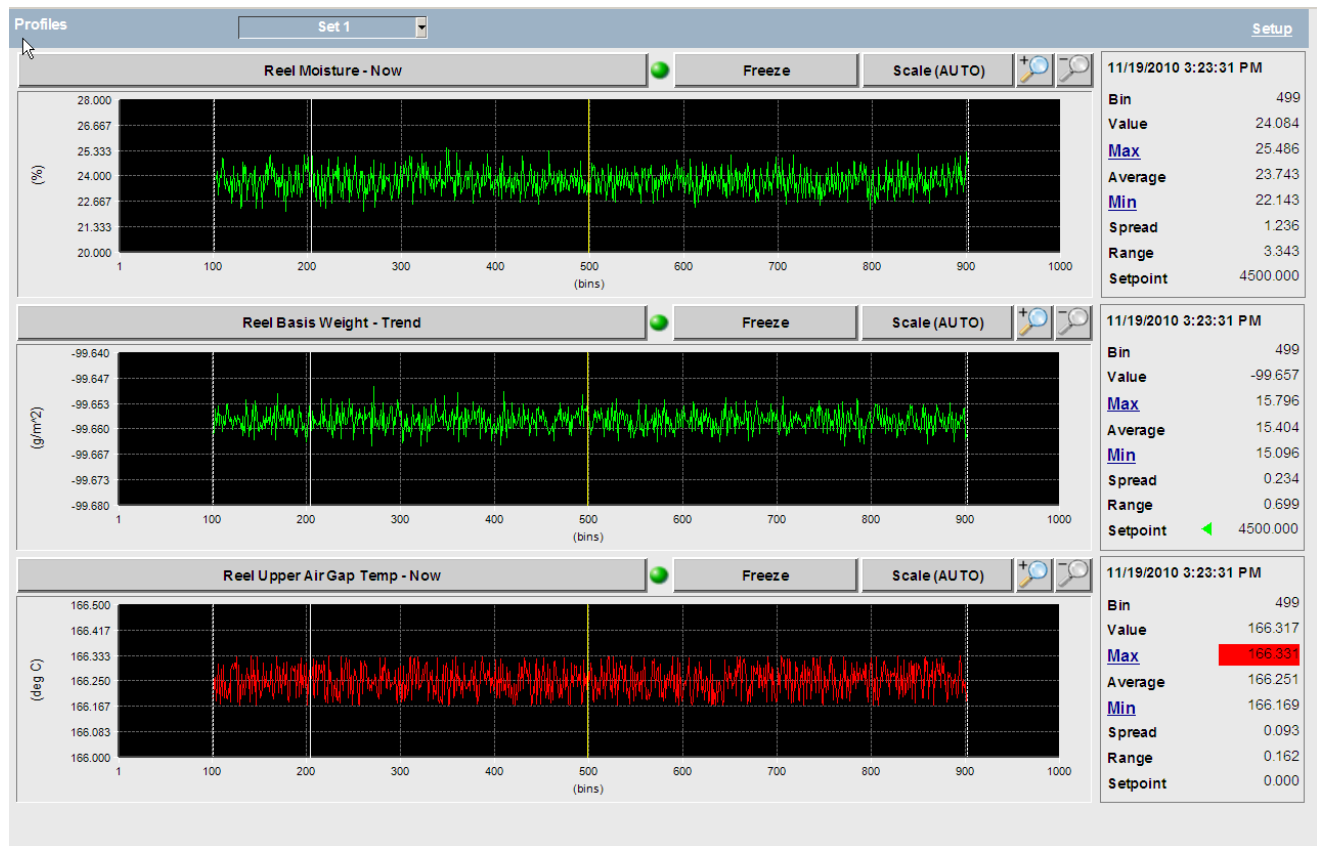 Profiles Set 1 Setup
Reel Moisture - Now Freeze Scale (AUTO) + -
28.000
26.667
25.333
24.000
22.667
21.333
20.000
(%)
1 100 200 300 400 500 600 700 800 900 1000
(bins)
11/19/2010 3:23:31 PM
Bin 499
Value 24.084
Max 25.486
Average 23.743
Min 22.143
Spread 1.236
Range 3.343
Setpoint 4500.000
Reel Basis Weight - Trend Freeze Scale (AUTO) + -
-99.640
-99.647
-99.653
-99.660
-99.667
-99.673
-99.680
(g/m^2)
1 100 200 300 400 500 600 700 800 900 1000
(bins)
11/19/2010 3:23:31 PM
Bin 499
Value -99.657
Max 15.796
Average 15.404
Min 15.096
Spread 0.234
Range 0.699
Setpoint 4500.000
Reel Upper Air Gap Temp - Now Freeze Scale (AUTO) + -
166.500
166.417
166.333
166.250
166.167
166.083
166.000
(deg C)
1 100 200 300 400 500 600 700 800 900 1000
(bins)
11/19/2010 3:23:31 PM
Bin 499
Value 166.317
Max 166.331
Average 166.251
Min 166.169
Spread 0.093
Range 0.162
Setpoint 0.000